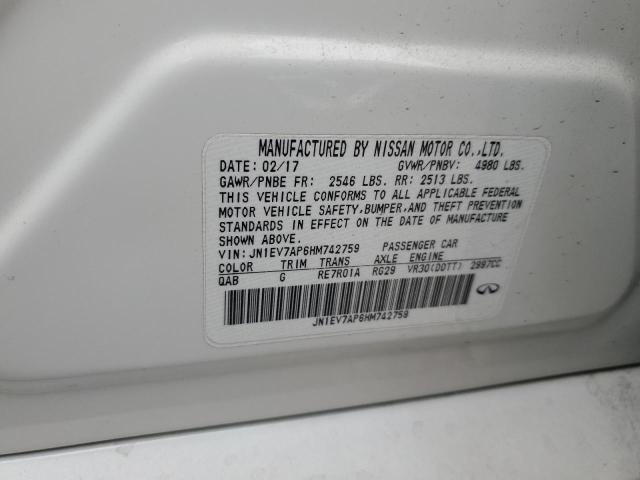 MANUFACTURED BY NISSAN MOTOR CO.,LTD.
DATE: 02/17 GVWR/PNBV: 4980 LBS.
GAWR/PNBE FR: 2546 LBS. RR: 2513 LBS.
THIS VEHICLE CONFORMS TO ALL APPLICABLE FEDERAL
MOTOR VEHICLE SAFETY,BUMPER,AND THEFT PREVENTION
STANDARDS IN EFFECT ON THE DATE OF MANUFACTURE
SHOWN ABOVE.
VIN: JN1EV7AP6HM742759 PASSENGER CAR
COLOR TRIM TRANS AXLE ENGINE
QAB G RE7R01A RG29 VR30(DDTT) 2997CC
JN1EV7AP6HM742759